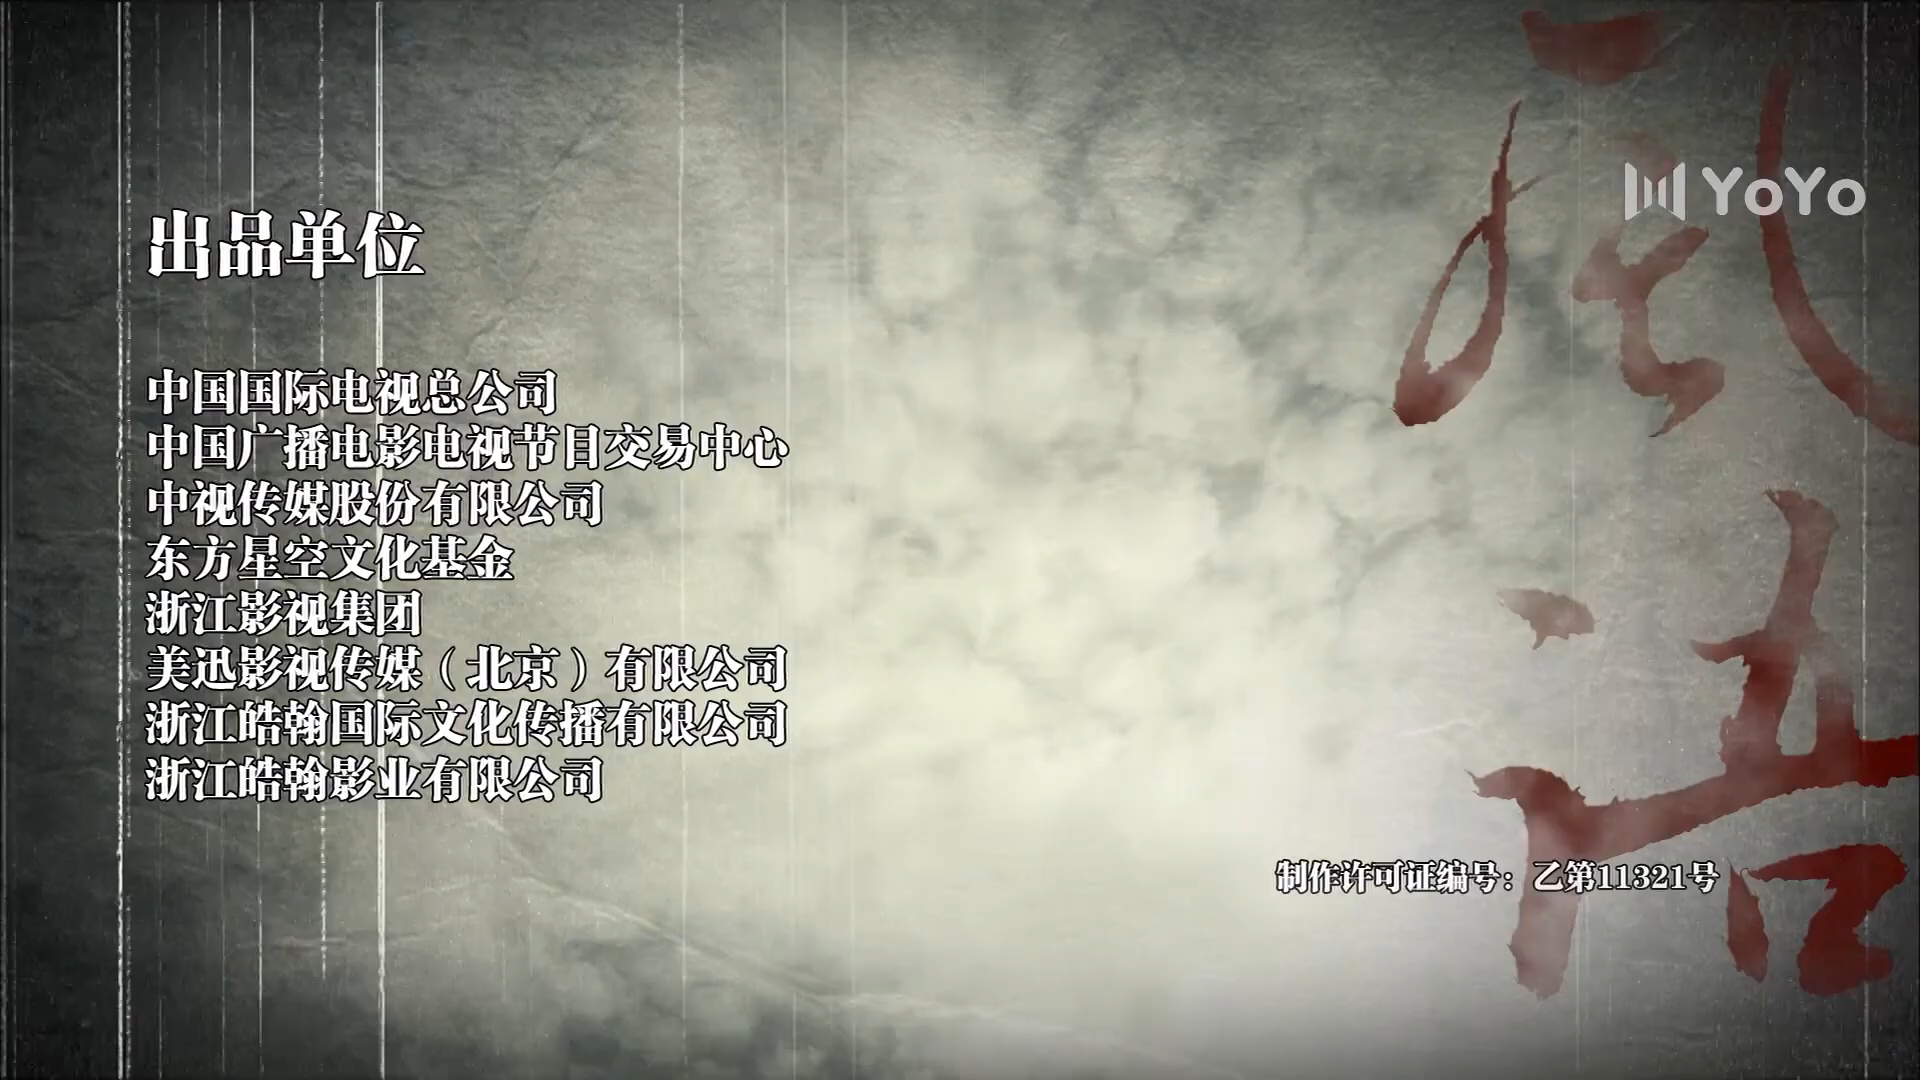 风语
YoYo
出品单位
中国国际电视总公司
中国广播电影电视节目交易中心
中视传媒股份有限公司
东方星空文化基金
浙江影视集团
美迅影视传媒（北京）有限公司
浙江皓翰国际文化传播有限公司
浙江皓翰影业有限公司
制作许可证编号：乙第11321号